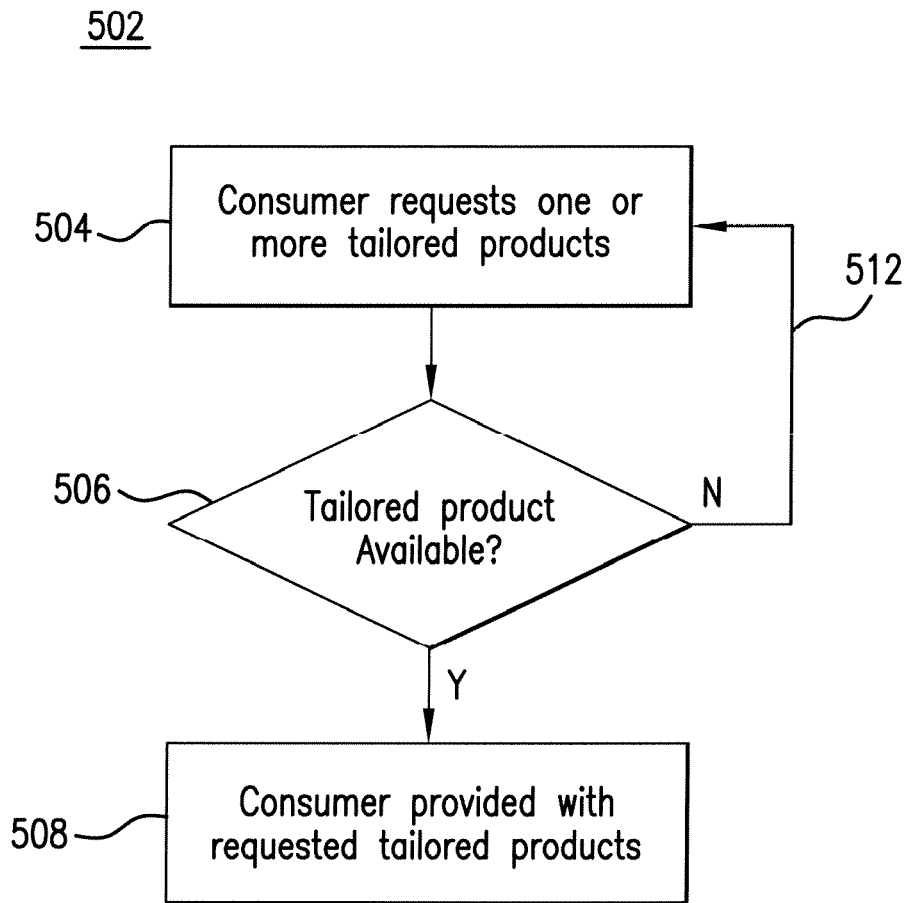 502
504
Consumer requests one or
more tailored products
512
506
Tailored product
Available?
N
Y
508
Consumer provided with
requested tailored products